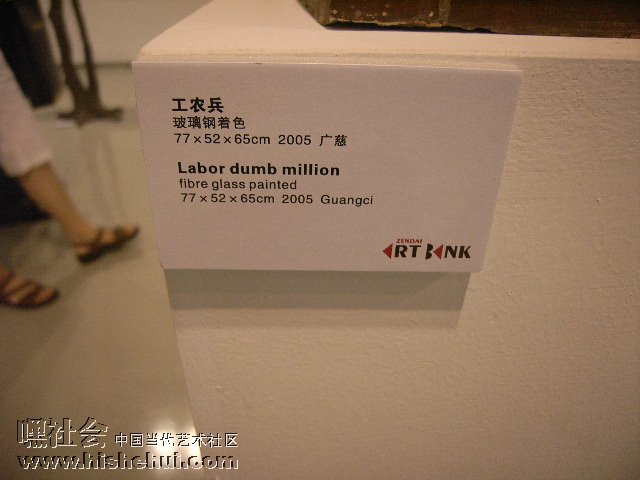 工农兵
玻璃钢着色
77×52×65cm 2005 广慈
Labor dumb million
fibre glass painted
77×52×65cm 2005 Guangci
ZENDAI
ART BANK
嘿社会 中国当代艺术社区
www.hishehui.com